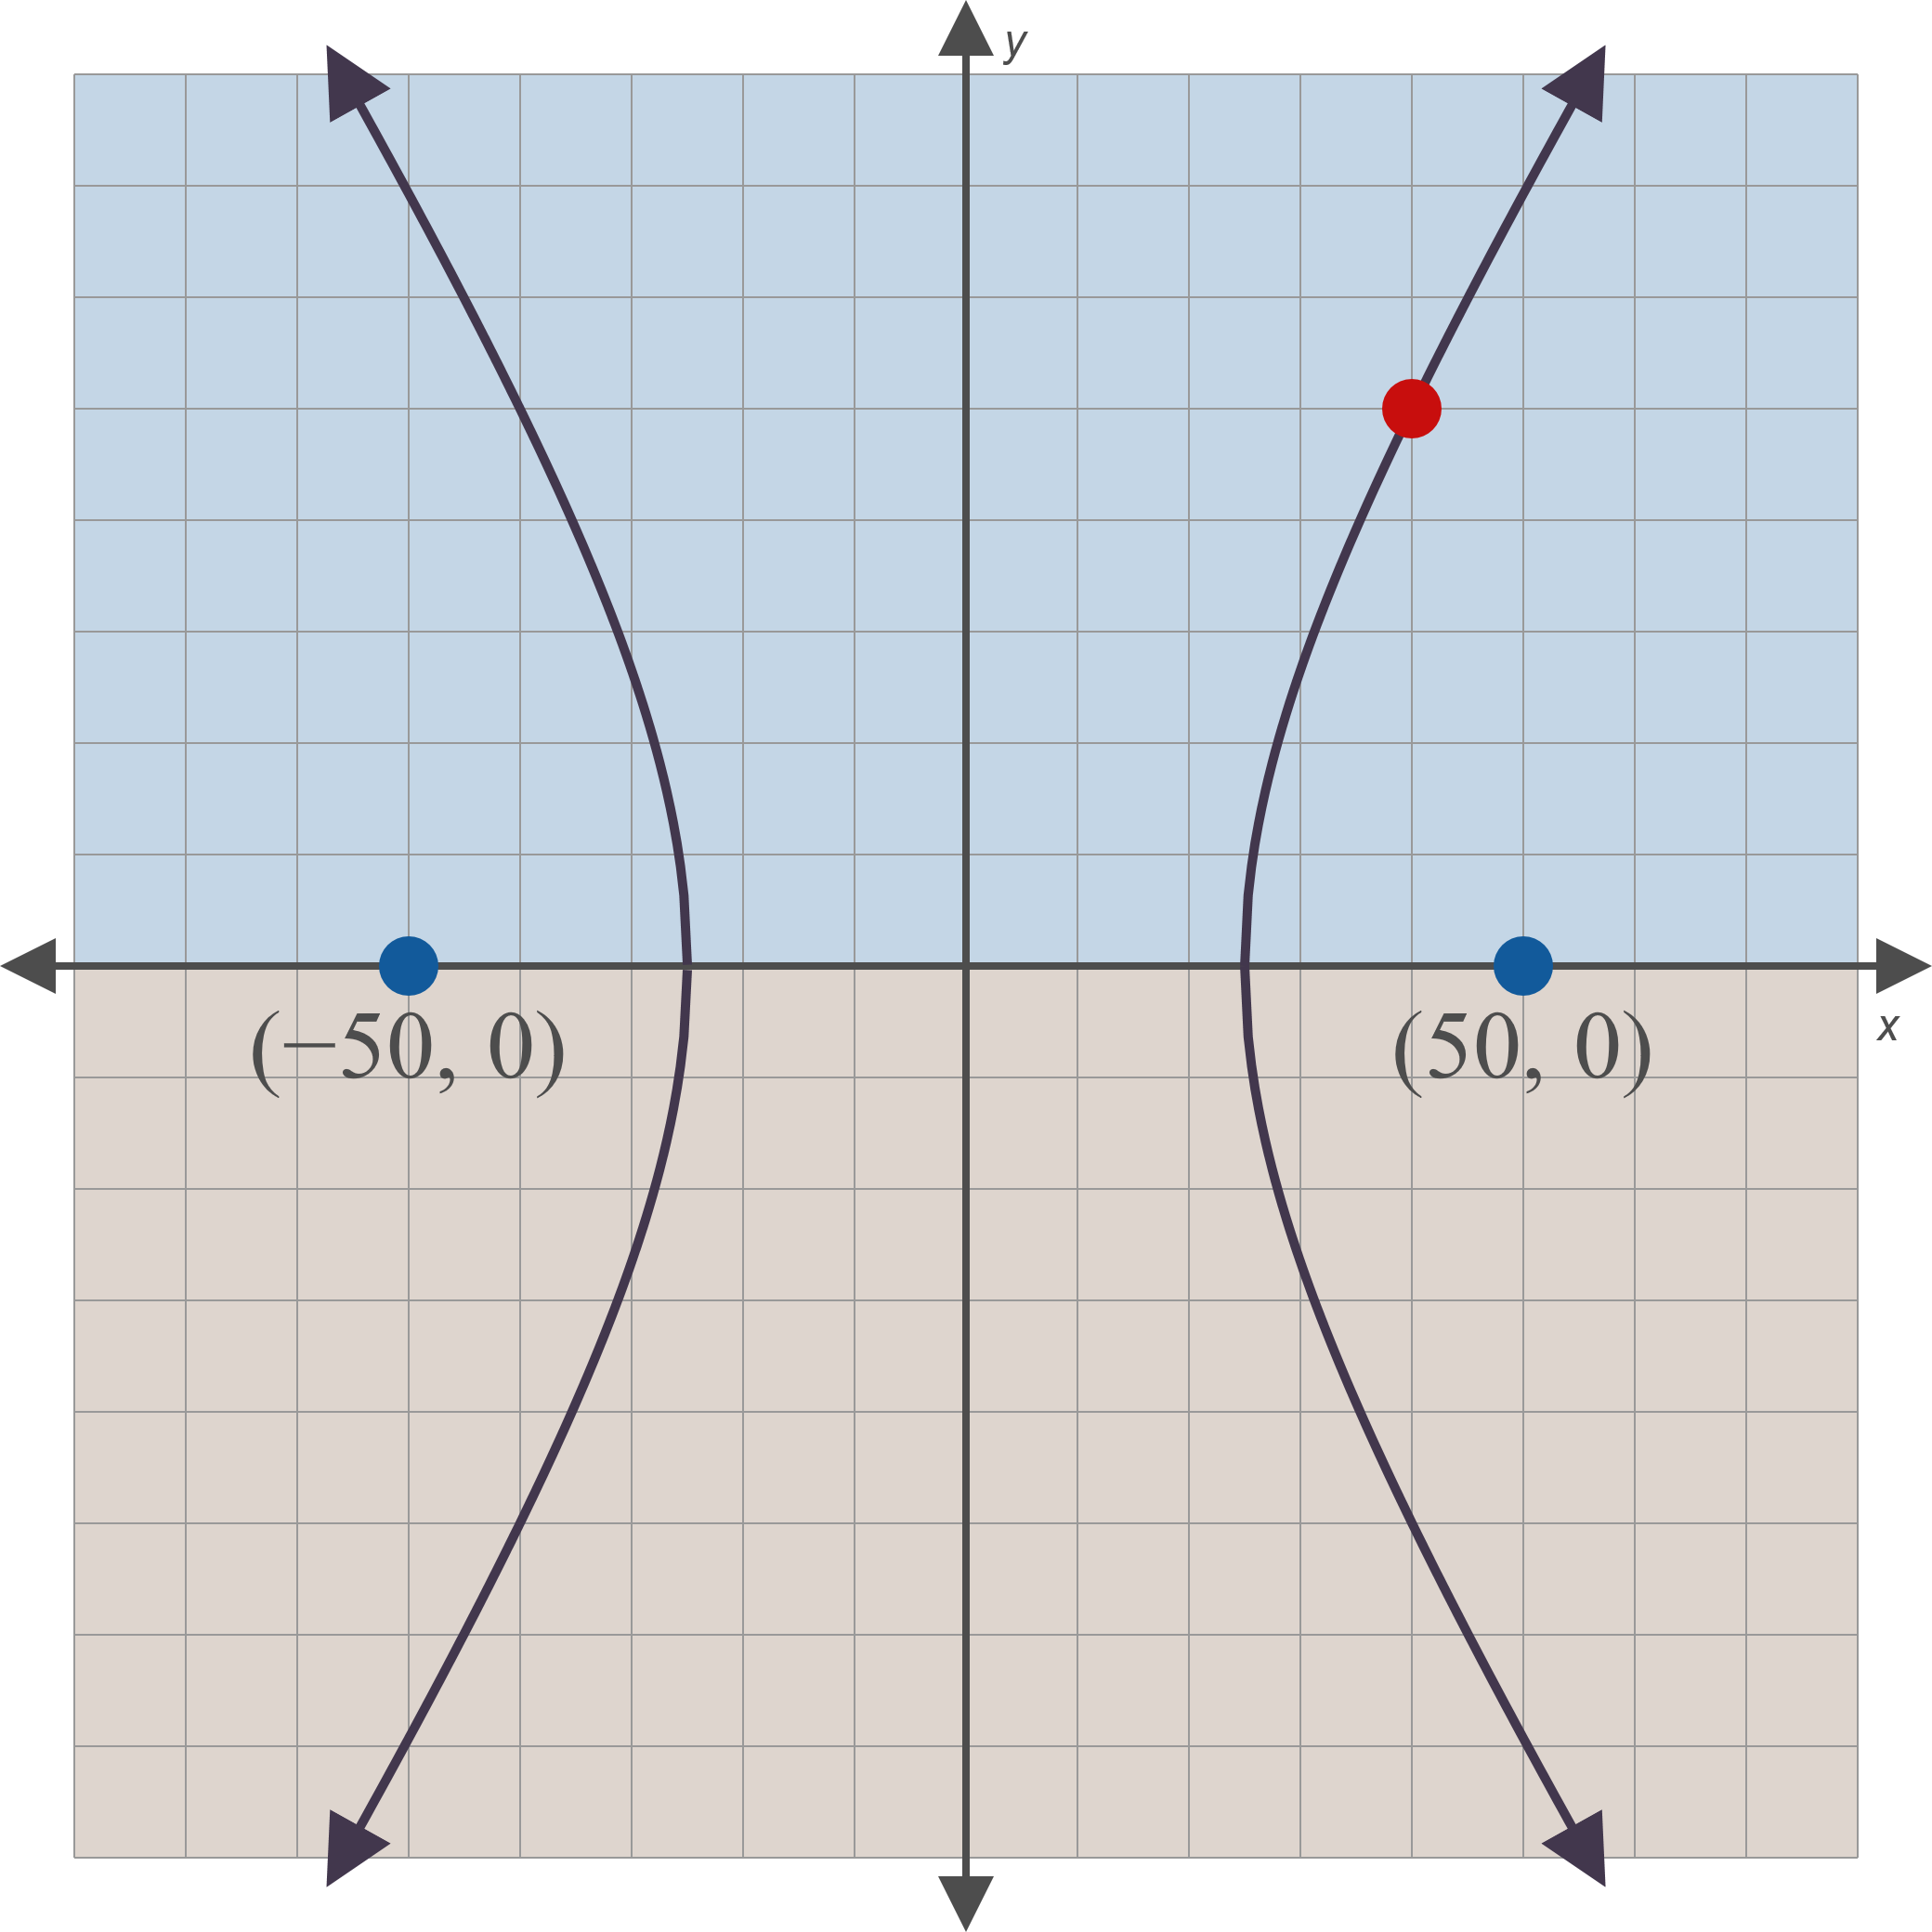 y
(−50, 0)
(50, 0)
x